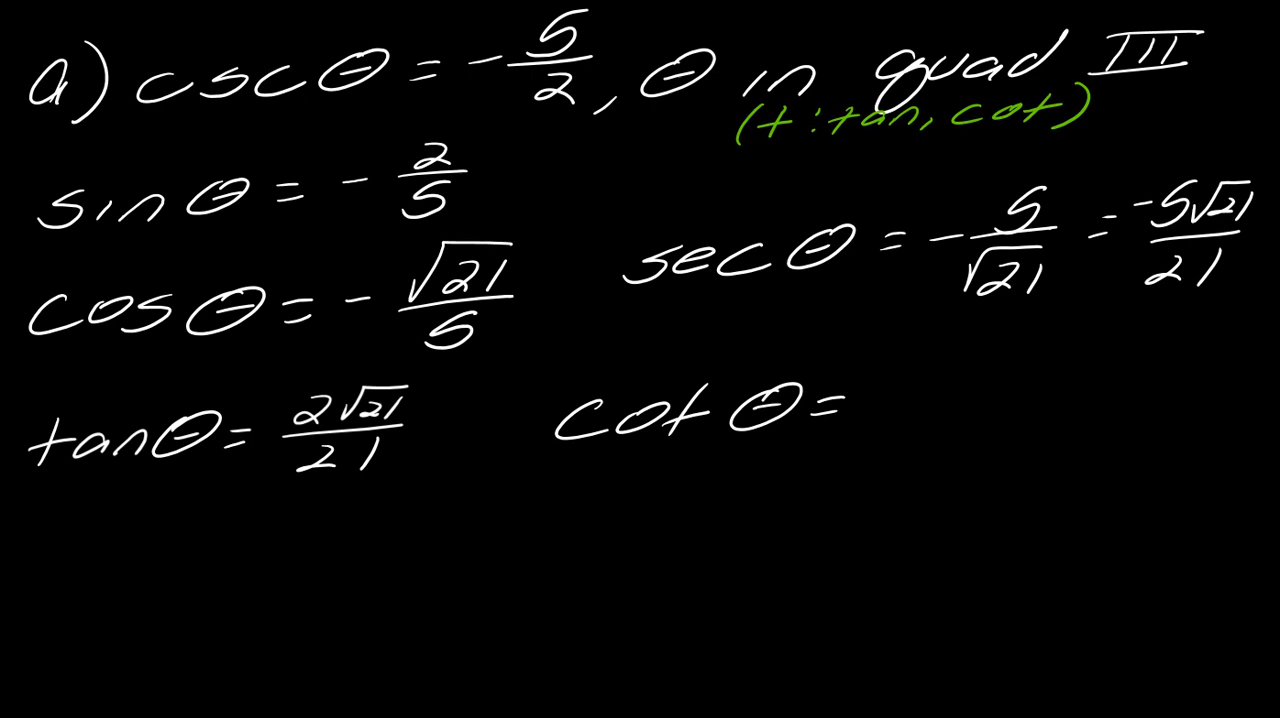 a) cscθ = -5/2, θ in quad III
(+: tan, cot)
sinθ = -2/5
secθ = -5/√21 = -5√21/21
cosθ = -√21/5
tanθ = 2√21/21
cotθ =